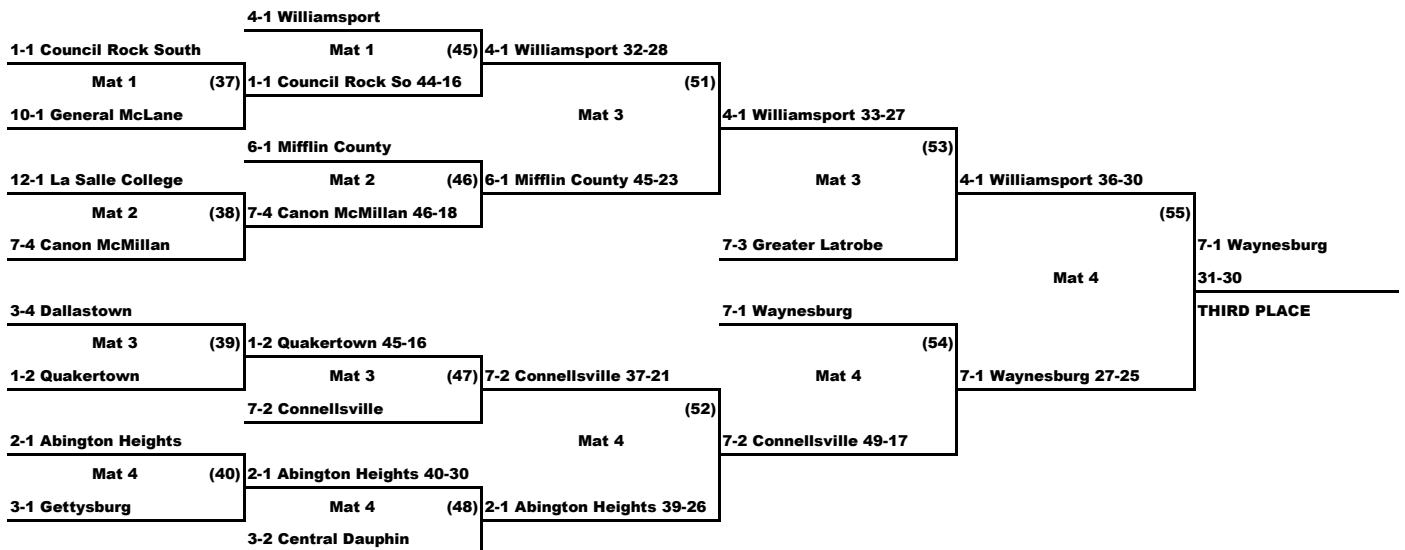 4-1 Williamsport
1-1 Council Rock South
Mat 1
(45)
4-1 Williamsport 32-28
Mat 1
(37)
1-1 Council Rock So 44-16
(51)
10-1 General McLane
Mat 3
4-1 Williamsport 33-27
6-1 Mifflin County
(53)
12-1 La Salle College
Mat 2
(46)
6-1 Mifflin County 45-23
Mat 3
4-1 Williamsport 36-30
Mat 2
(38)
7-4 Canon McMillan 46-18
(55)
7-4 Canon McMillan
7-3 Greater Latrobe
7-1 Waynesburg
Mat 4
31-30
3-4 Dallastown
7-1 Waynesburg
THIRD PLACE
Mat 3
(39)
1-2 Quakertown 45-16
(54)
1-2 Quakertown
Mat 3
(47)
7-2 Connellsville 37-21
Mat 4
7-1 Waynesburg 27-25
7-2 Connellsville
(52)
2-1 Abington Heights
Mat 4
7-2 Connellsville 49-17
Mat 4
(40)
2-1 Abington Heights 40-30
3-1 Gettysburg
Mat 4
(48)
2-1 Abington Heights 39-26
3-2 Central Dauphin